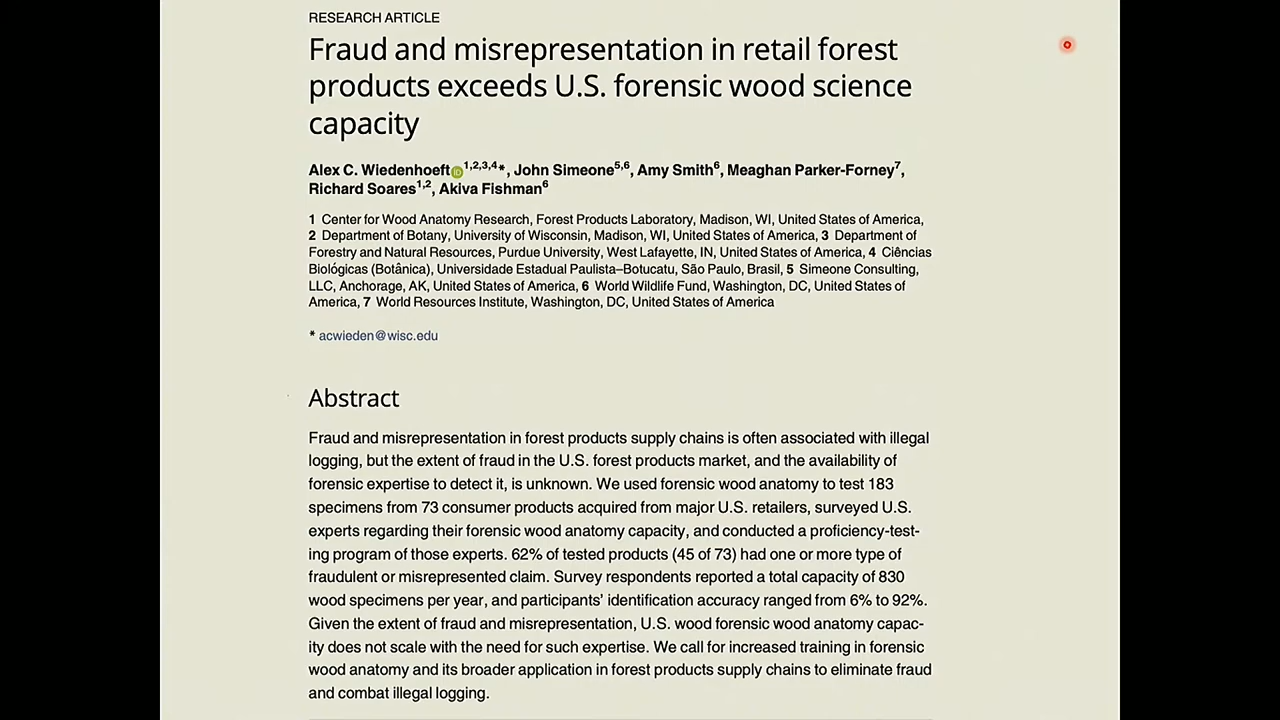 RESEARCH ARTICLE
Fraud and misrepresentation in retail forest
products exceeds U.S. forensic wood science
capacity
Alex C. Wiedenhoeft iD 1,2,3,4*, John Simeone5,6, Amy Smith6, Meaghan Parker-Forney7,
Richard Soares1,2, Akiva Fishman6
1 Center for Wood Anatomy Research, Forest Products Laboratory, Madison, WI, United States of America,
2 Department of Botany, University of Wisconsin, Madison, WI, United States of America, 3 Department of
Forestry and Natural Resources, Purdue University, West Lafayette, IN, United States of America, 4 Ciências
Biológicas (Botânica), Universidade Estadual Paulista–Botucatu, São Paulo, Brasil, 5 Simeone Consulting,
LLC, Anchorage, AK, United States of America, 6 World Wildlife Fund, Washington, DC, United States of
America, 7 World Resources Institute, Washington, DC, United States of America
* acwieden@wisc.edu
Abstract
Fraud and misrepresentation in forest products supply chains is often associated with illegal
logging, but the extent of fraud in the U.S. forest products market, and the availability of
forensic expertise to detect it, is unknown. We used forensic wood anatomy to test 183
specimens from 73 consumer products acquired from major U.S. retailers, surveyed U.S.
experts regarding their forensic wood anatomy capacity, and conducted a proficiency-test-
ing program of those experts. 62% of tested products (45 of 73) had one or more type of
fraudulent or misrepresented claim. Survey respondents reported a total capacity of 830
wood specimens per year, and participants' identification accuracy ranged from 6% to 92%.
Given the extent of fraud and misrepresentation, U.S. wood forensic wood anatomy capac-
ity does not scale with the need for such expertise. We call for increased training in forensic
wood anatomy and its broader application in forest products supply chains to eliminate fraud
and combat illegal logging.